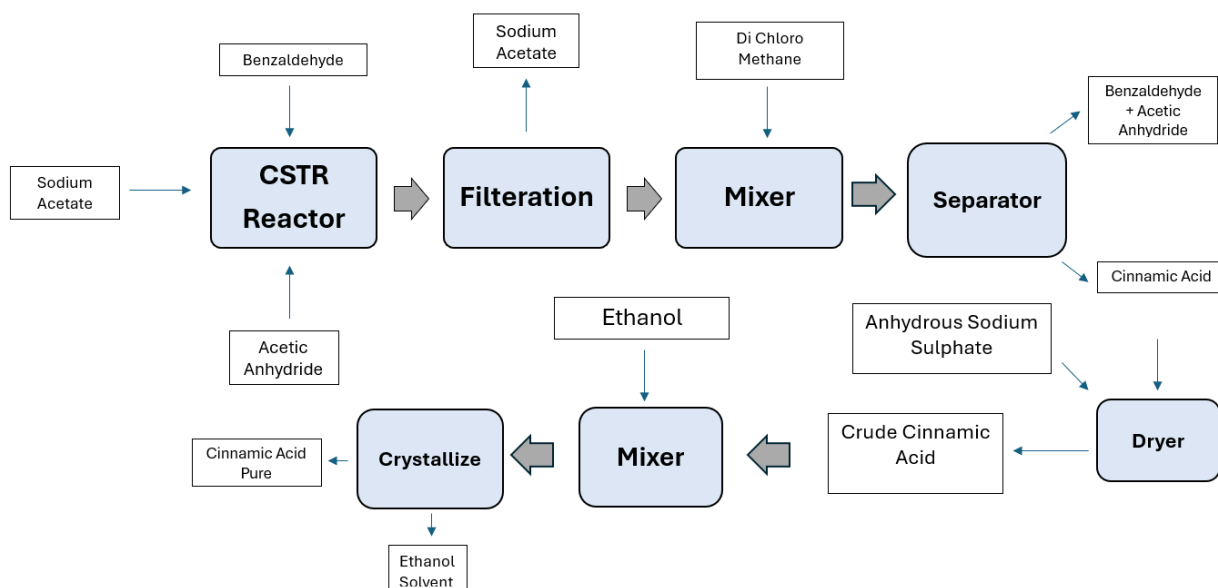 Benzaldehyde
Sodium
Acetate
CSTR
Reactor
Acetic
Anhydride
Sodium
Acetate
Filteration
Di Chloro
Methane
Mixer
Separator
Benzaldehyde
+ Acetic
Anhydride
Cinnamic Acid
Anhydrous Sodium
Sulphate
Dryer
Crude Cinnamic
Acid
Ethanol
Mixer
Crystallize
Cinnamic Acid
Pure
Ethanol
Solvent